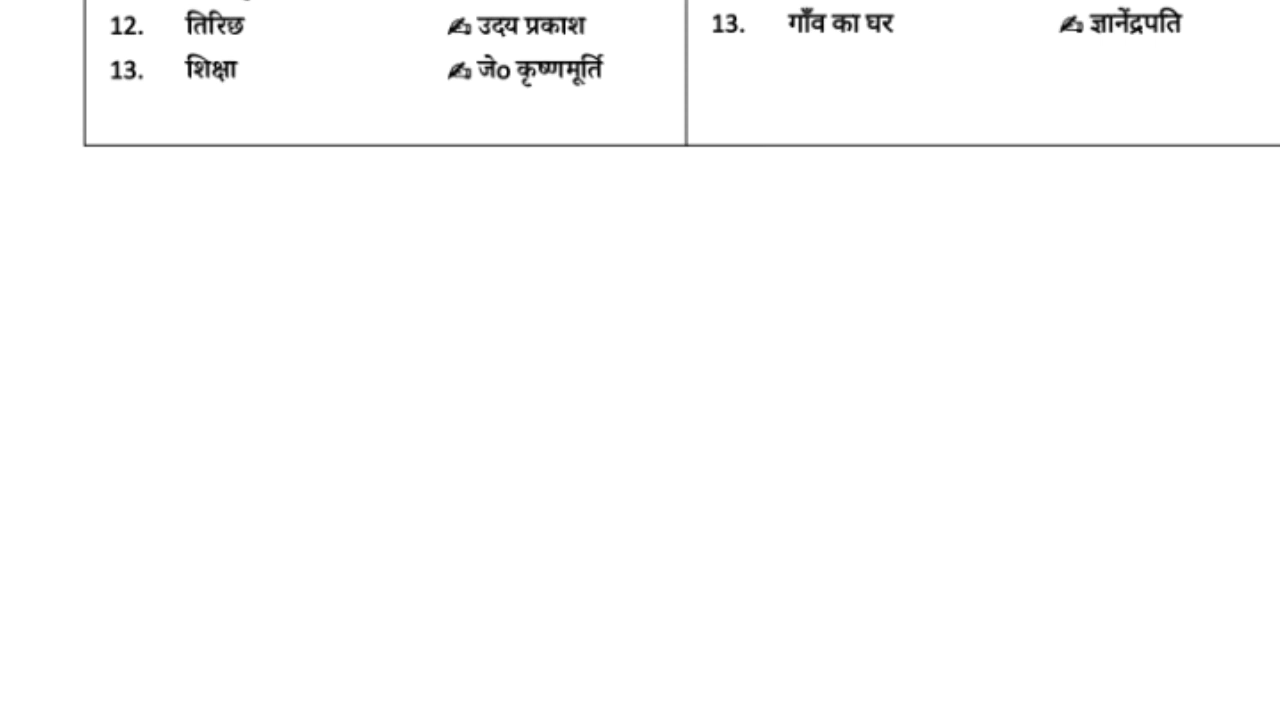 12. तिरिछ ✍ उदय प्रकाश
13. शिक्षा ✍ जे० कृष्णमूर्ति
13. गाँव का घर ✍ ज्ञानेंद्रपति